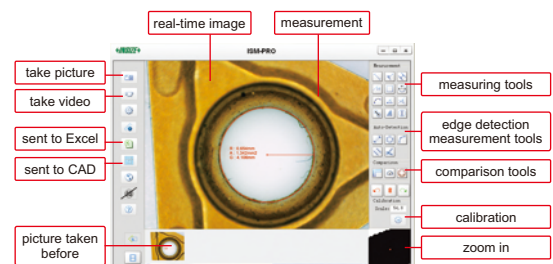 real-time image
measurement
ISM-PRO
take picture
take video
sent to Excel
sent to CAD
picture taken
before
Measurement
measuring tools
Auto-Detection
edge detection
measurement tools
Comparison
comparison tools
Calibration
calibration
zoom in